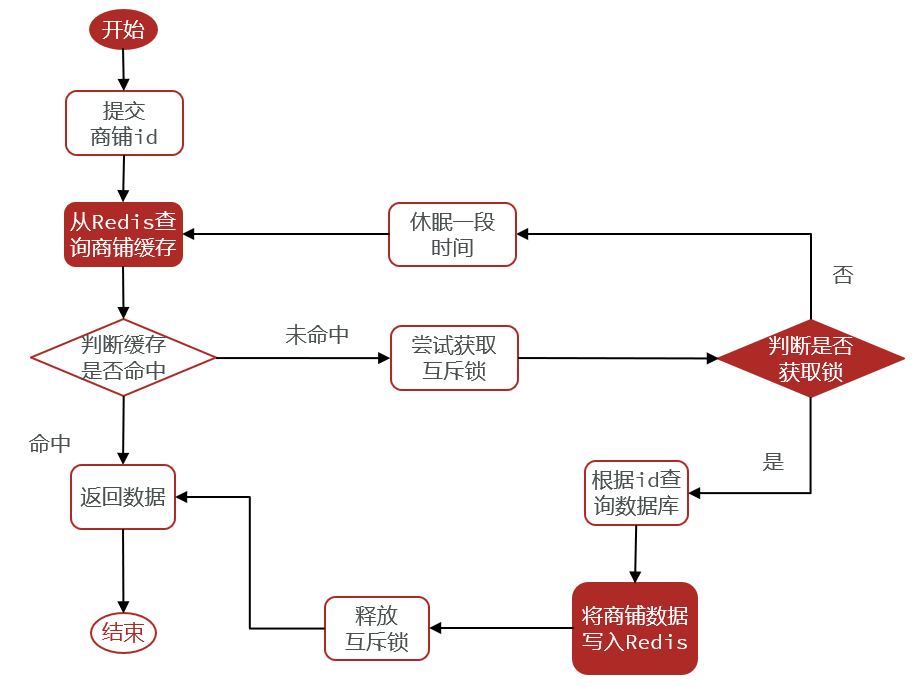 开始
提交
商铺id
从Redis查
询商铺缓存
休眠一段
时间
否
判断缓存
是否命中
未命中
尝试获取
互斥锁
判断是否
获取锁
命中
是
返回数据
根据id查
询数据库
将商铺数据
写入Redis
释放
互斥锁
结束